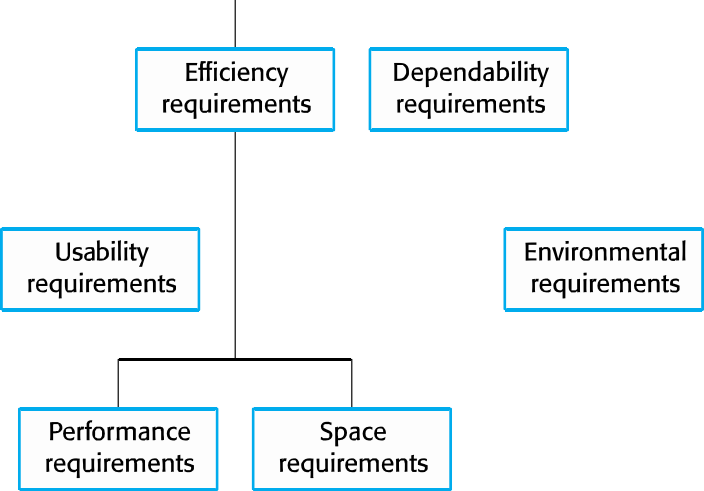 Efficiency
requirements
Dependability
requirements
Usability
requirements
Environmental
requirements
Performance
requirements
Space
requirements